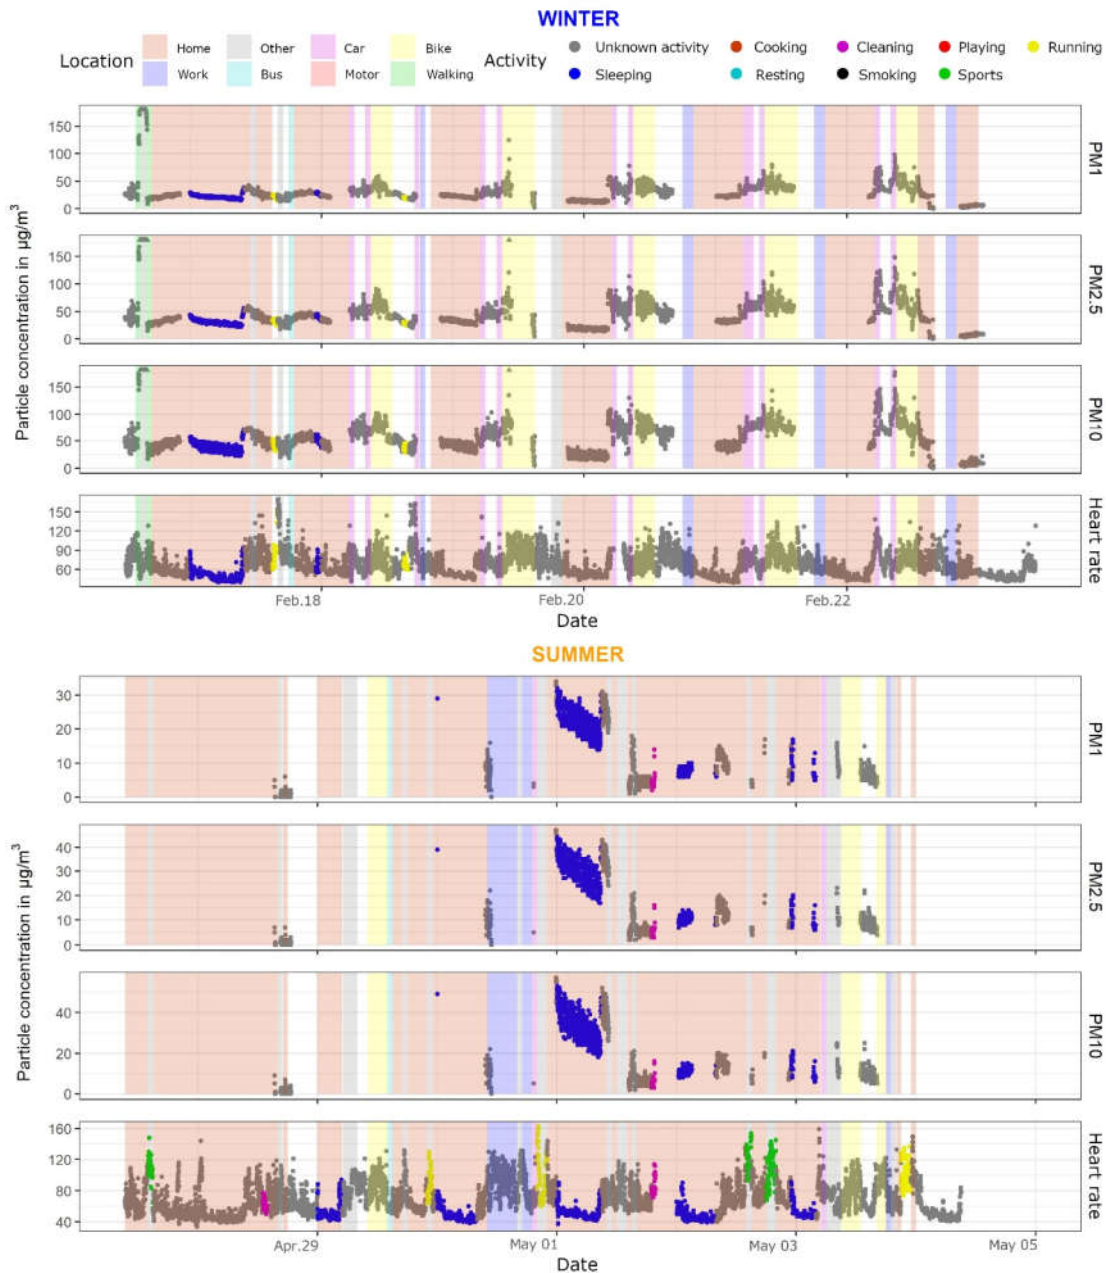 WINTER
Location Home Other Car Bike Activity Unknown activity Cooking Cleaning Playing Running
Work Bus Motor Walking Sleeping Resting Smoking Sports
Particle concentration in µg/m³
150
100
50
0
PM1
150
100
50
0
PM2.5
150
100
50
0
PM10
150
120
90
60
Heart rate
Feb.18 Feb.20 Feb.22
Date
SUMMER
Particle concentration in µg/m³
30
20
10
0
PM1
40
30
20
10
0
PM2.5
40
20
0
PM10
160
120
80
40
Heart rate
Apr.29 May 01 May 03 May 05
Date